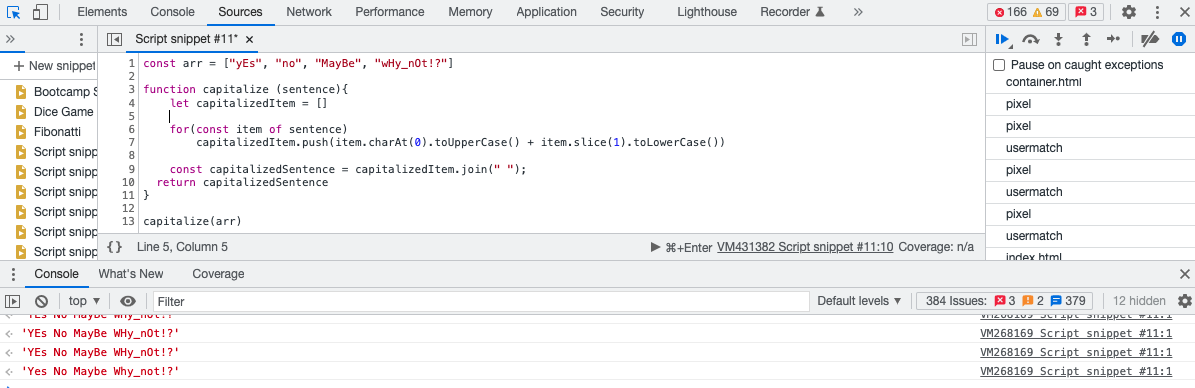 Elements Console Sources Network Performance Memory Application Security Lighthouse Recorder » 166 69 3
» Script snippet #11* ×
+ New snippet
Bootcamp S
Dice Game
Fibonatti
Script snipp
Script snipp
Script snipp
Script snipp
Script snipp
Script snipp
1 const arr = ["yEs", "no", "MayBe", "wHy_nOt!?"]
2
3 function capitalize (sentence){
4 let capitalizedItem = []
5
6 for(const item of sentence)
7 capitalizedItem.push(item.charAt(0).toUpperCase() + item.slice(1).toLowerCase())
8
9 const capitalizedSentence = capitalizedItem.join(" ");
10 return capitalizedSentence
11 }
12
13 capitalize(arr)
{} Line 5, Column 5 ⌘+Enter VM431382 Script snippet #11:10 Coverage: n/a
Pause on caught exceptions
container.html
pixel
pixel
usermatch
pixel
usermatch
pixel
usermatch
index.html
Console What's New Coverage
top ▼ Filter Default levels ▼ 384 Issues: 3 2 379 12 hidden
'YEs No MayBe WHy_nOt!?' VM268169 Script snippet #11:1
'YEs No MayBe WHy_nOt!?' VM268169 Script snippet #11:1
'YEs No MayBe WHy_nOt!?' VM268169 Script snippet #11:1
'Yes No Maybe Why_not!?' VM268169 Script snippet #11:1